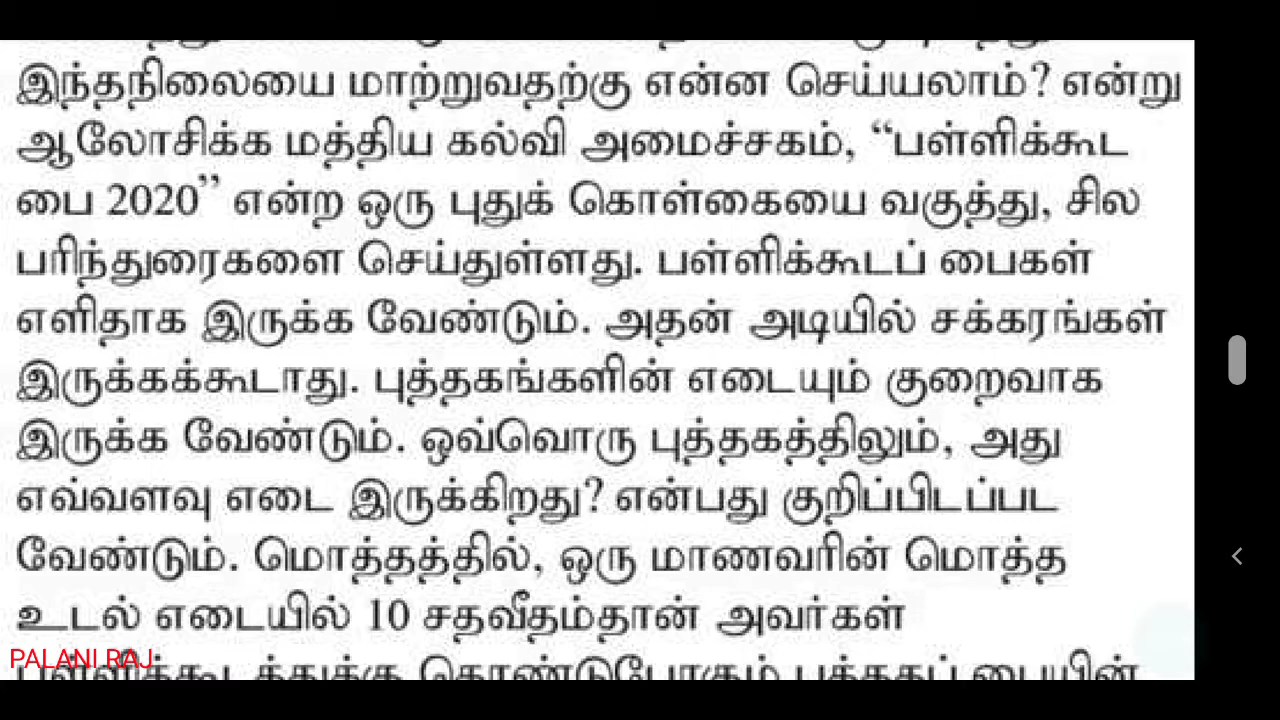 இந்தநிலையை மாற்றுவதற்கு என்ன செய்யலாம்? என்று
ஆலோசிக்க மத்திய கல்வி அமைச்சகம், “பள்ளிக்கூட
பை 2020” என்ற ஒரு புதுக் கொள்கையை வகுத்து, சில
பரிந்துரைகளை செய்துள்ளது. பள்ளிக்கூடப் பைகள்
எளிதாக இருக்க வேண்டும். அதன் அடியில் சக்கரங்கள்
இருக்கக்கூடாது. புத்தகங்களின் எடையும் குறைவாக
இருக்க வேண்டும். ஒவ்வொரு புத்தகத்திலும், அது
எவ்வளவு எடை இருக்கிறது? என்பது குறிப்பிடப்பட
வேண்டும். மொத்தத்தில், ஒரு மாணவரின் மொத்த
உடல் எடையில் 10 சதவீதம்தான் அவர்கள்
PALANI RAJ
பள்ளிக்கூடத்துக்கு கொண்டுபோகும் புத்தகப் பையின்